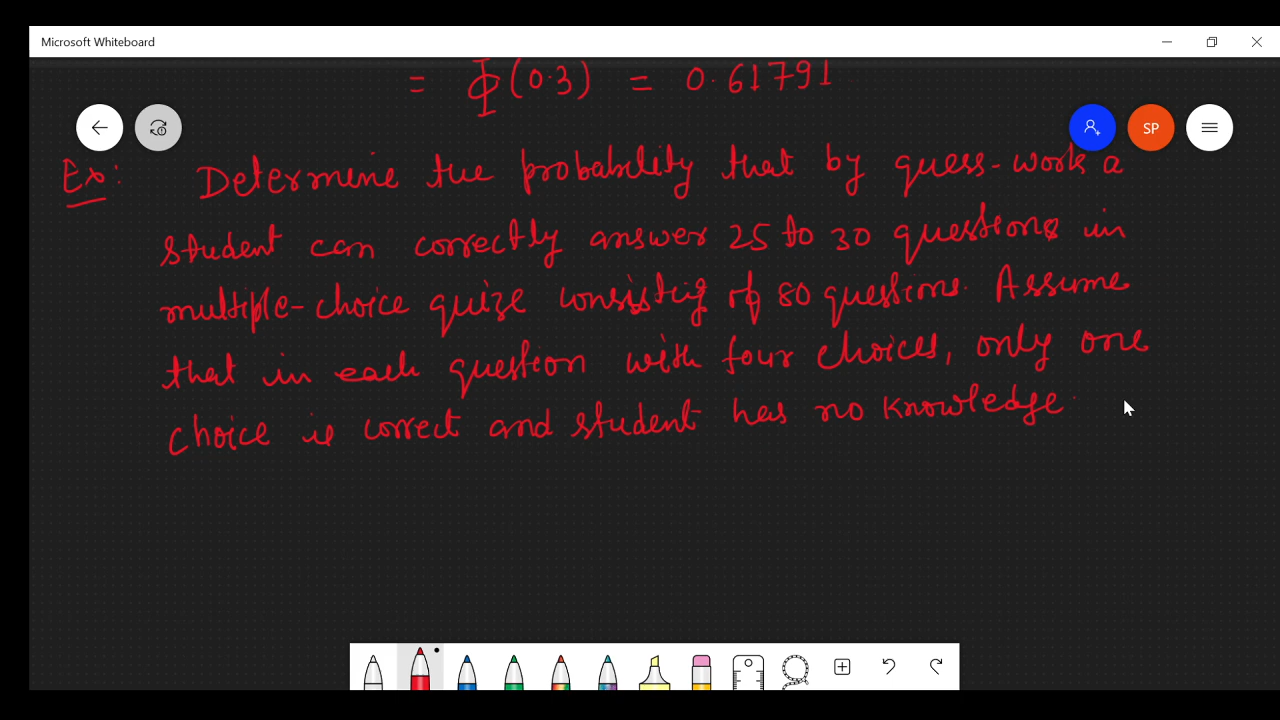 Microsoft Whiteboard
= Φ(0.3) = 0.61791
SP
Ex: Determine the probability that by guess-work a
student can correctly answer 25 to 30 questions in
multiple-choice quize consistig of 80 questions. Assume
that in each question with four choices, only one
choice is correct and student has no knowledge.